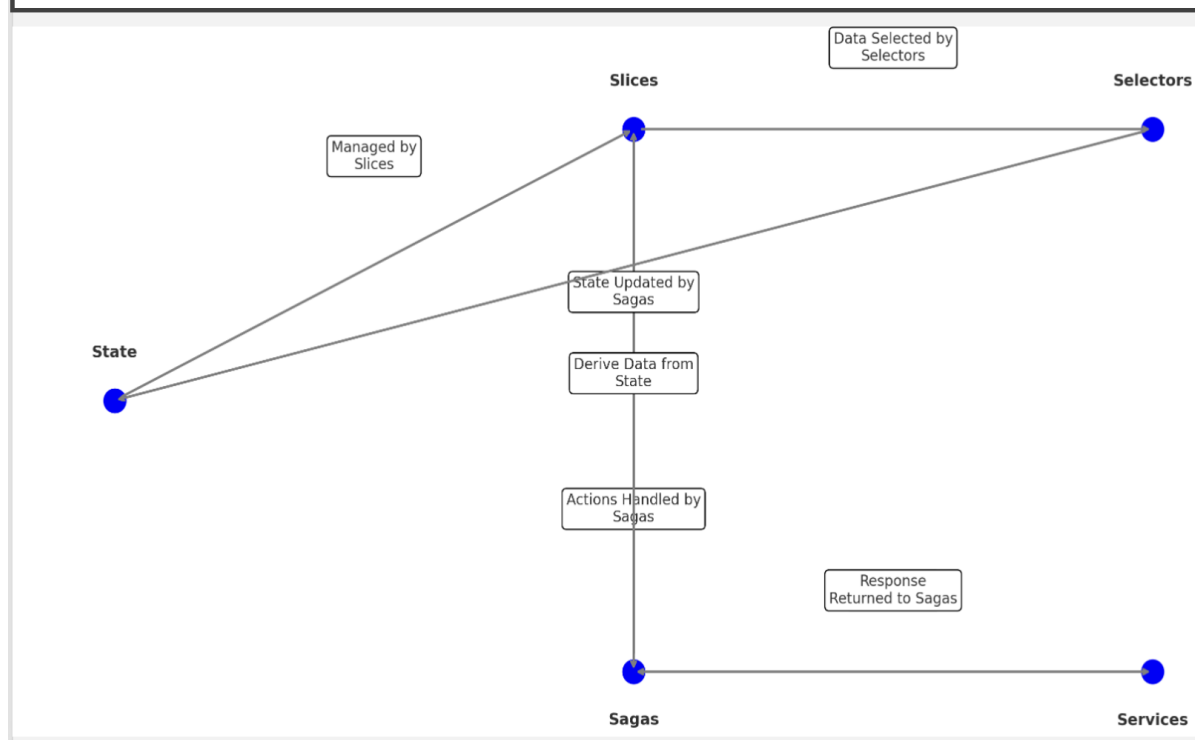 Data Selected by
Selectors
Slices
Selectors
Managed by
Slices
State Updated by
Sagas
State
Derive Data from
State
Actions Handled by
Sagas
Response
Returned to Sagas
Sagas
Services